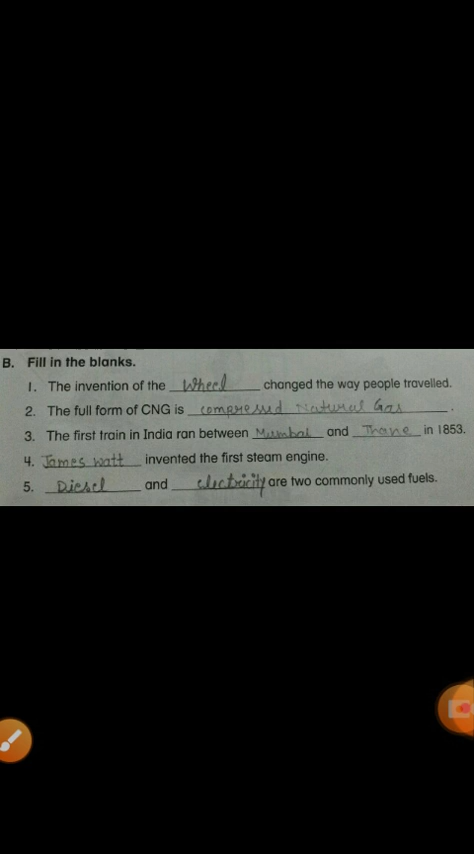 B. Fill in the blanks.
1. The invention of the Wheel changed the way people travelled.
2. The full form of CNG is compressed Natural Gas.
3. The first train in India ran between Mumbai and Thane in 1853.
4. James watt invented the first steam engine.
5. Diesel and electricity are two commonly used fuels.